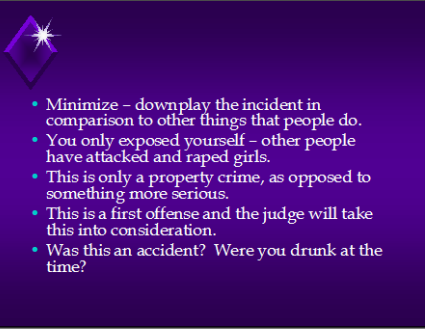 • Minimize – downplay the incident in
comparison to other things that people do.
• You only exposed yourself – other people
have attacked and raped girls.
• This is only a property crime, as opposed to
something more serious.
• This is a first offense and the judge will take
this into consideration.
• Was this an accident?  Were you drunk at the
time?